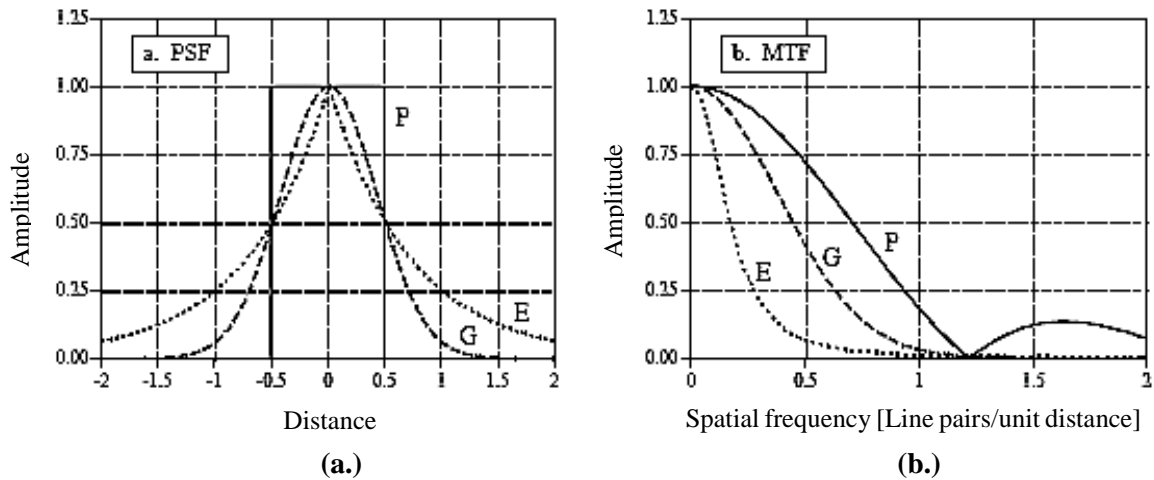 a. PSF
Amplitude
1.25
1.00
0.75
0.50
0.25
0.00
P
E
G
-2 -1.5 -1 -0.5 0 0.5 1 1.5 2
Distance
(a.)
b. MTF
Amplitude
1.25
1.00
0.75
0.50
0.25
0.00
P
G
E
0 0.5 1 1.5 2
Spatial frequency [Line pairs/unit distance]
(b.)